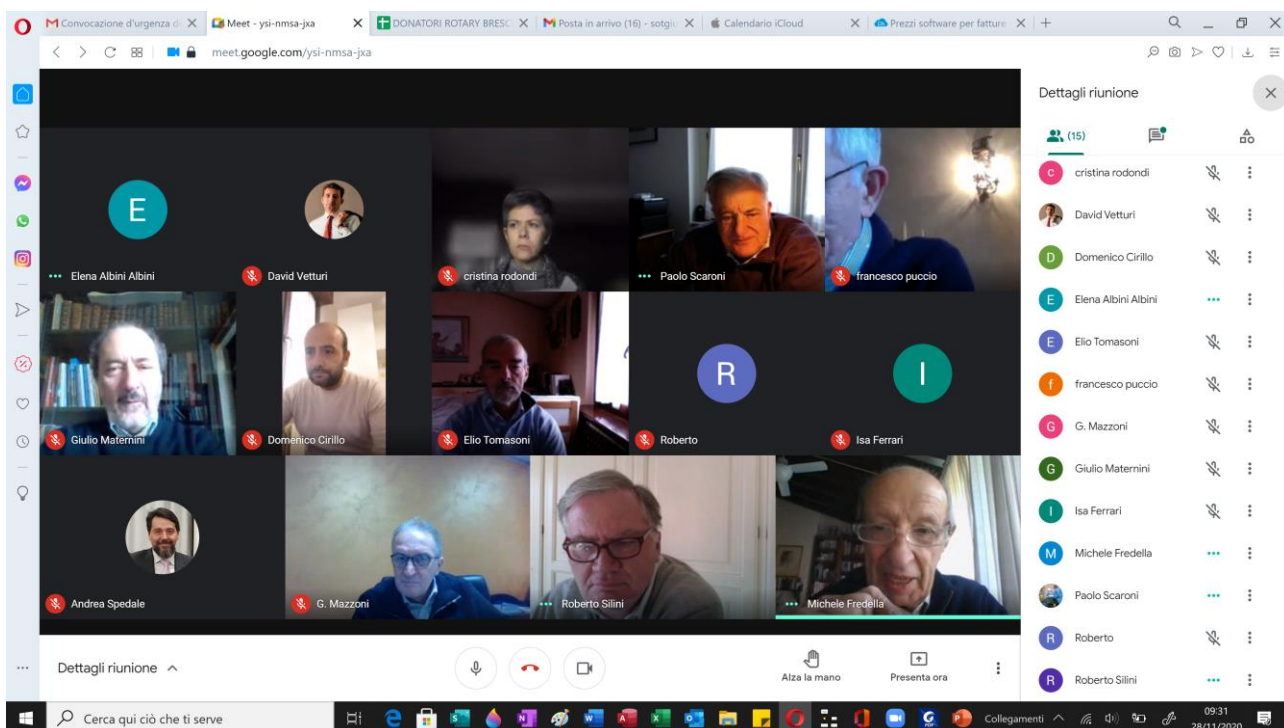 Convocazione d'urgenza d
Meet - ysi-nmsa-jxa
DONATORI ROTARY BRESC
Posta in arrivo (16) - sotgiu
Calendario iCloud
Prezzi software per fatture
meet.google.com/ysi-nmsa-jxa
Dettagli riunione
(15)
E
Elena Albini Albini
David Vetturi
cristina rodondi
Paolo Scaroni
francesco puccio
Giulio Maternini
Domenico Cirillo
Elio Tomasoni
R
Roberto
I
Isa Ferrari
Andrea Spedale
G. Mazzoni
Roberto Silini
Michele Fredella
c cristina rodondi
David Vetturi
D Domenico Cirillo
E Elena Albini Albini
E Elio Tomasoni
f francesco puccio
G G. Mazzoni
G Giulio Maternini
I Isa Ferrari
M Michele Fredella
Paolo Scaroni
R Roberto
R Roberto Silini
Dettagli riunione
Alza la mano
Presenta ora
Cerca qui ciò che ti serve
Collegamenti
09:31
28/11/2020